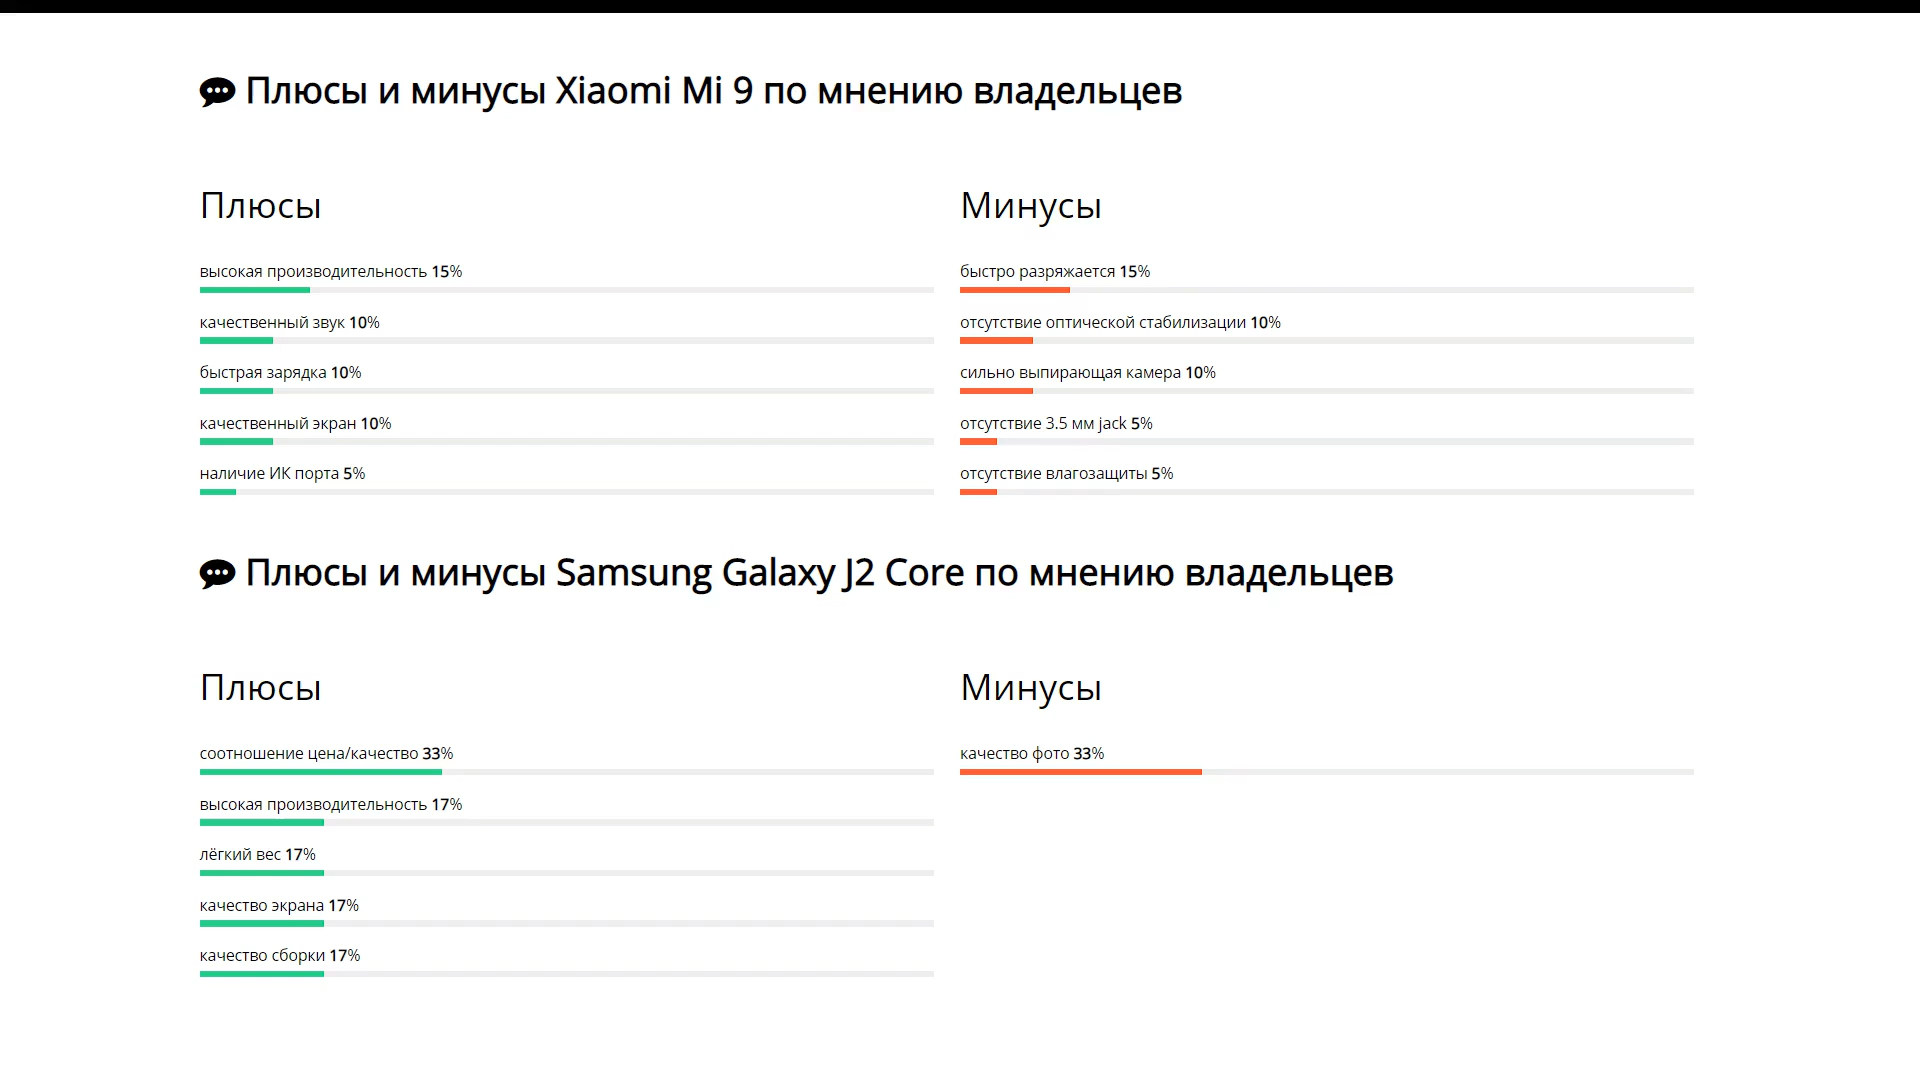 Плюсы и минусы Xiaomi Mi 9 по мнению владельцев
Плюсы
высокая производительность 15%
качественный звук 10%
быстрая зарядка 10%
качественный экран 10%
наличие ИК порта 5%
Минусы
быстро разряжается 15%
отсутствие оптической стабилизации 10%
сильно выпирающая камера 10%
отсутствие 3.5 мм jack 5%
отсутствие влагозащиты 5%
Плюсы и минусы Samsung Galaxy J2 Core по мнению владельцев
Плюсы
соотношение цена/качество 33%
высокая производительность 17%
лёгкий вес 17%
качество экрана 17%
качество сборки 17%
Минусы
качество фото 33%